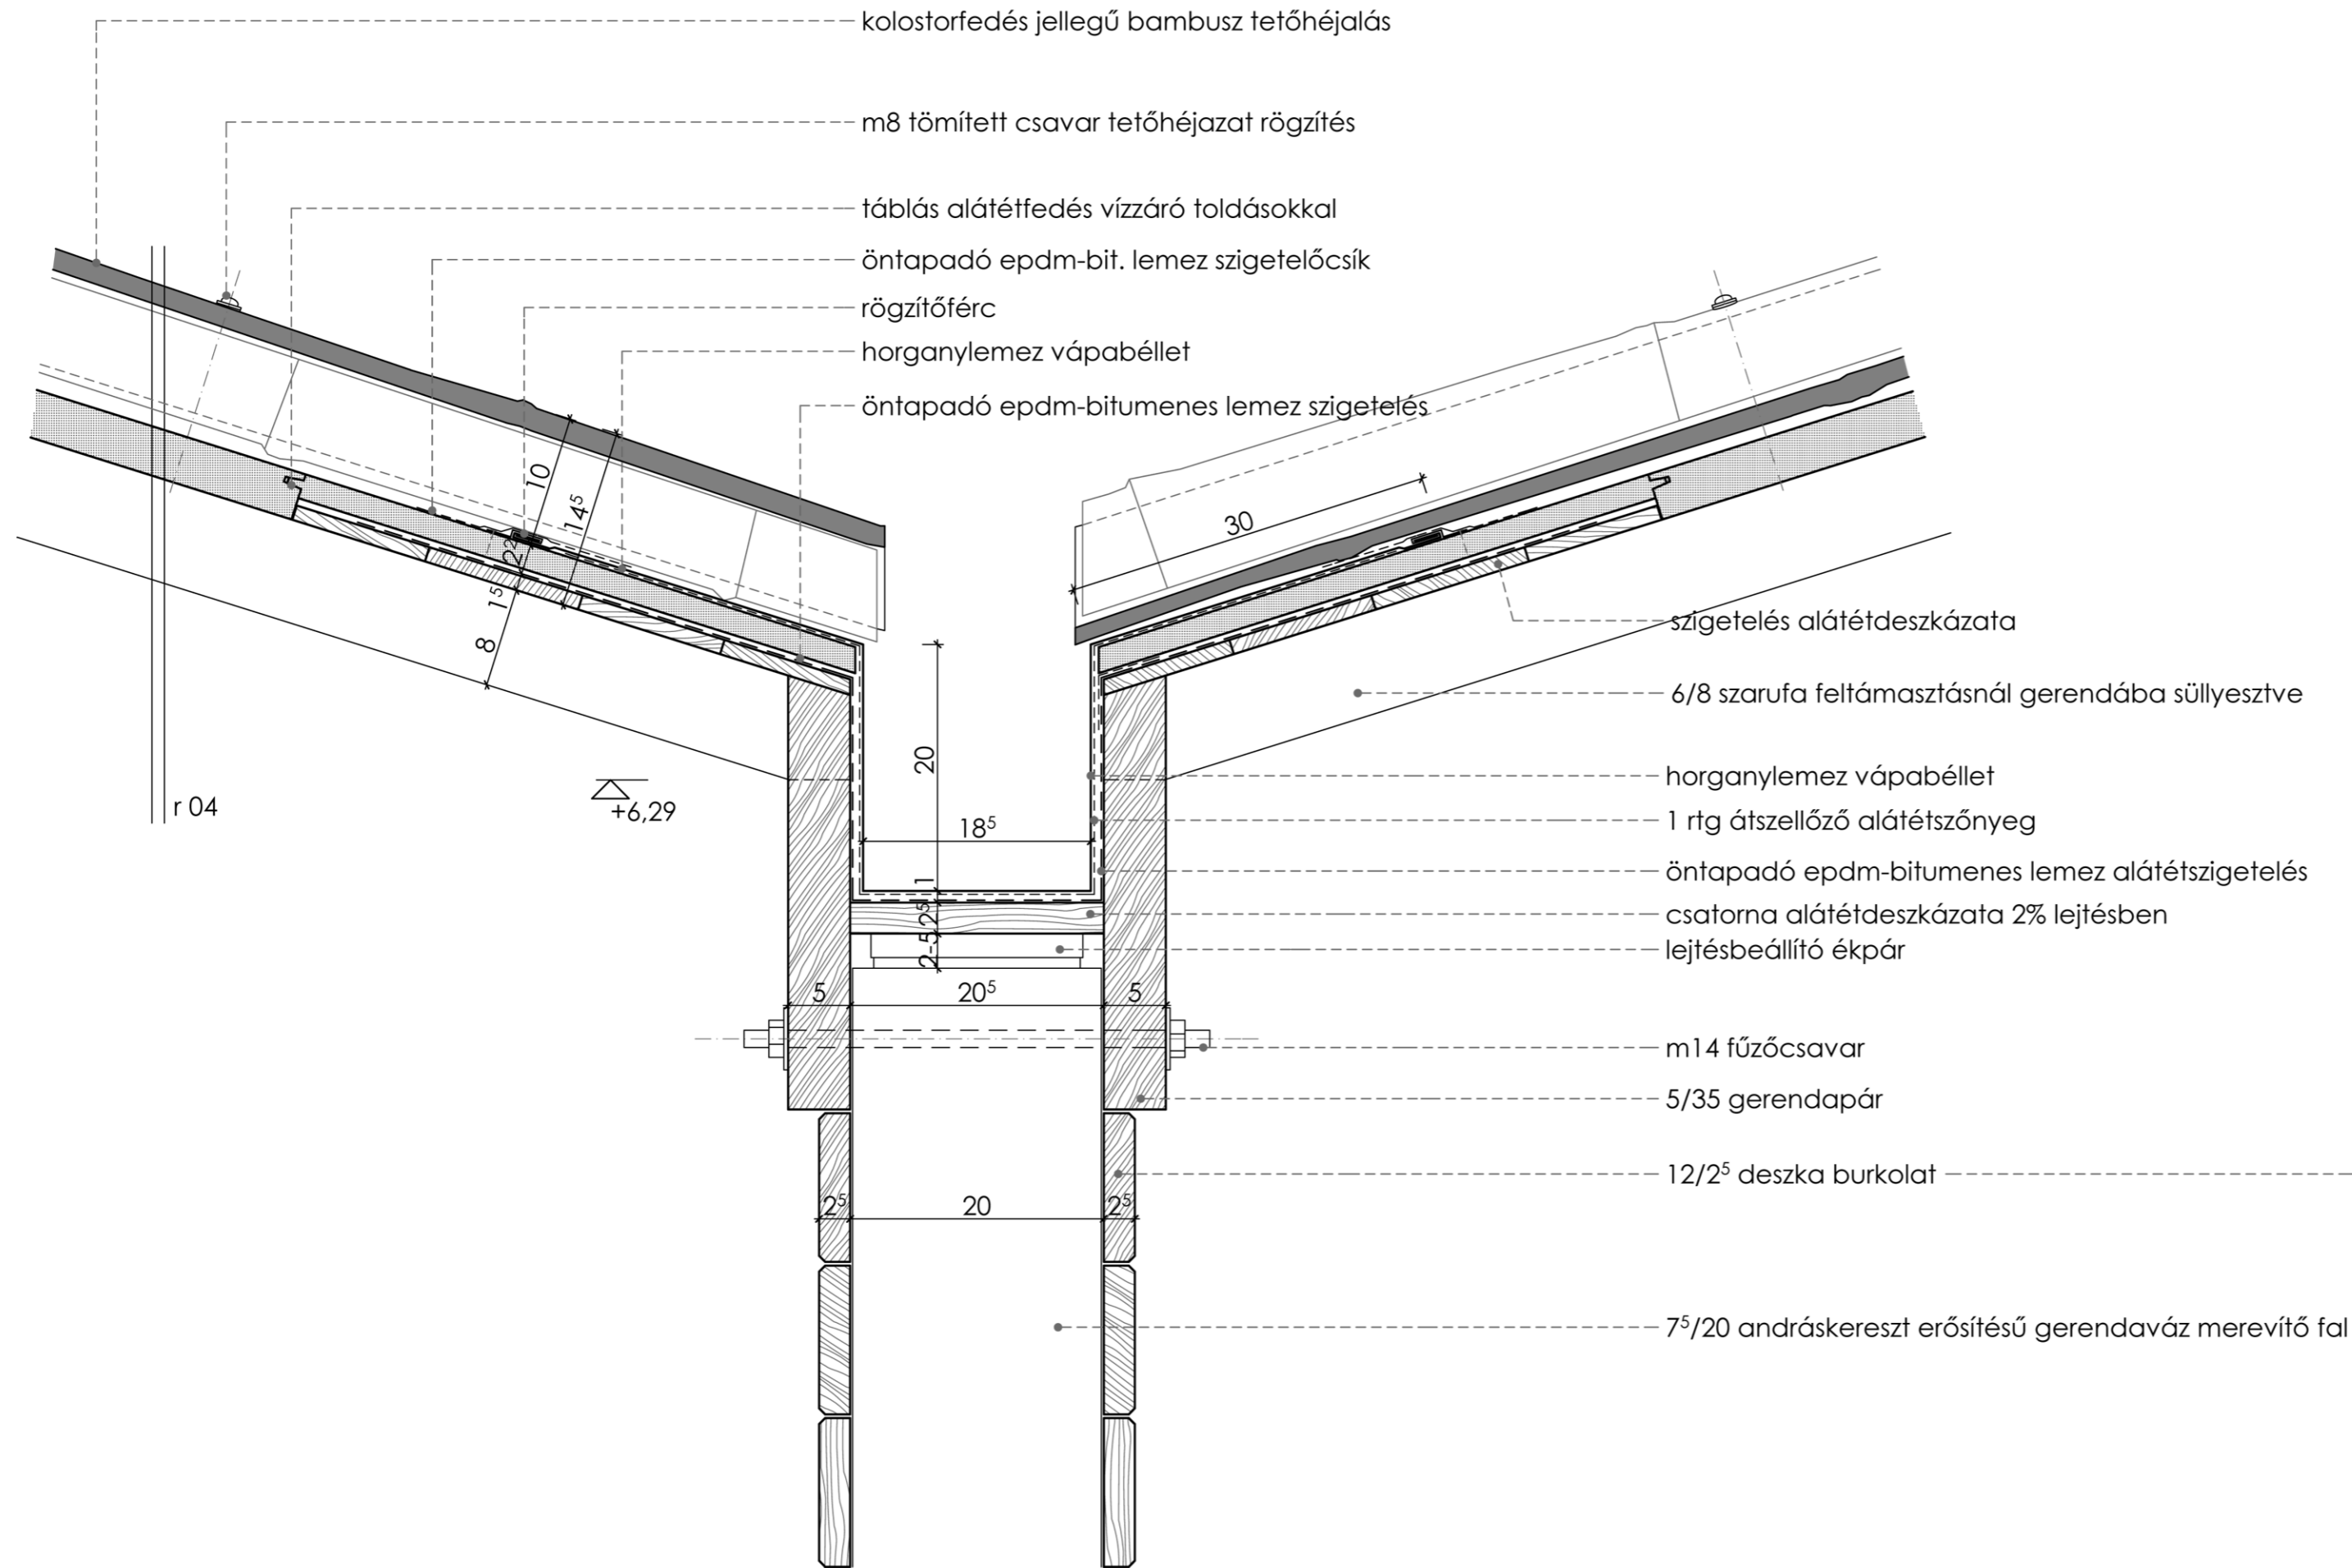 kolostorfedés jellegű bambusz tetőhéjalás
m8 tömített csavar tetőhéjazat rögzítés
táblás alátétfedés vízzáró toldásokkal
öntapadó epdm-bit. lemez szigetelőcsík
rögzítőférc
horganylemez vápabéllet
öntapadó epdm-bitumenes lemez szigetelés
10
14⁵
2²
1⁵
8
30
szigetelés alátétdeszkázata
6/8 szarufa feltámasztásnál gerendába süllyesztve
20
horganylemez vápabéllet
r 04
+6,29
18⁵
1 rtg átszellőző alátétszőnyeg
1
öntapadó epdm-bitumenes lemez alátétszigetelés
2⁵
csatorna alátétdeszkázata 2% lejtésben
2-5
lejtésbeállító ékpár
5
20⁵
5
m14 fűzőcsavar
5/35 gerendapár
12/2⁵ deszka burkolat
2⁵
20
2⁵
7⁵/20 andráskereszt erősítésű gerendaváz merevítő fal